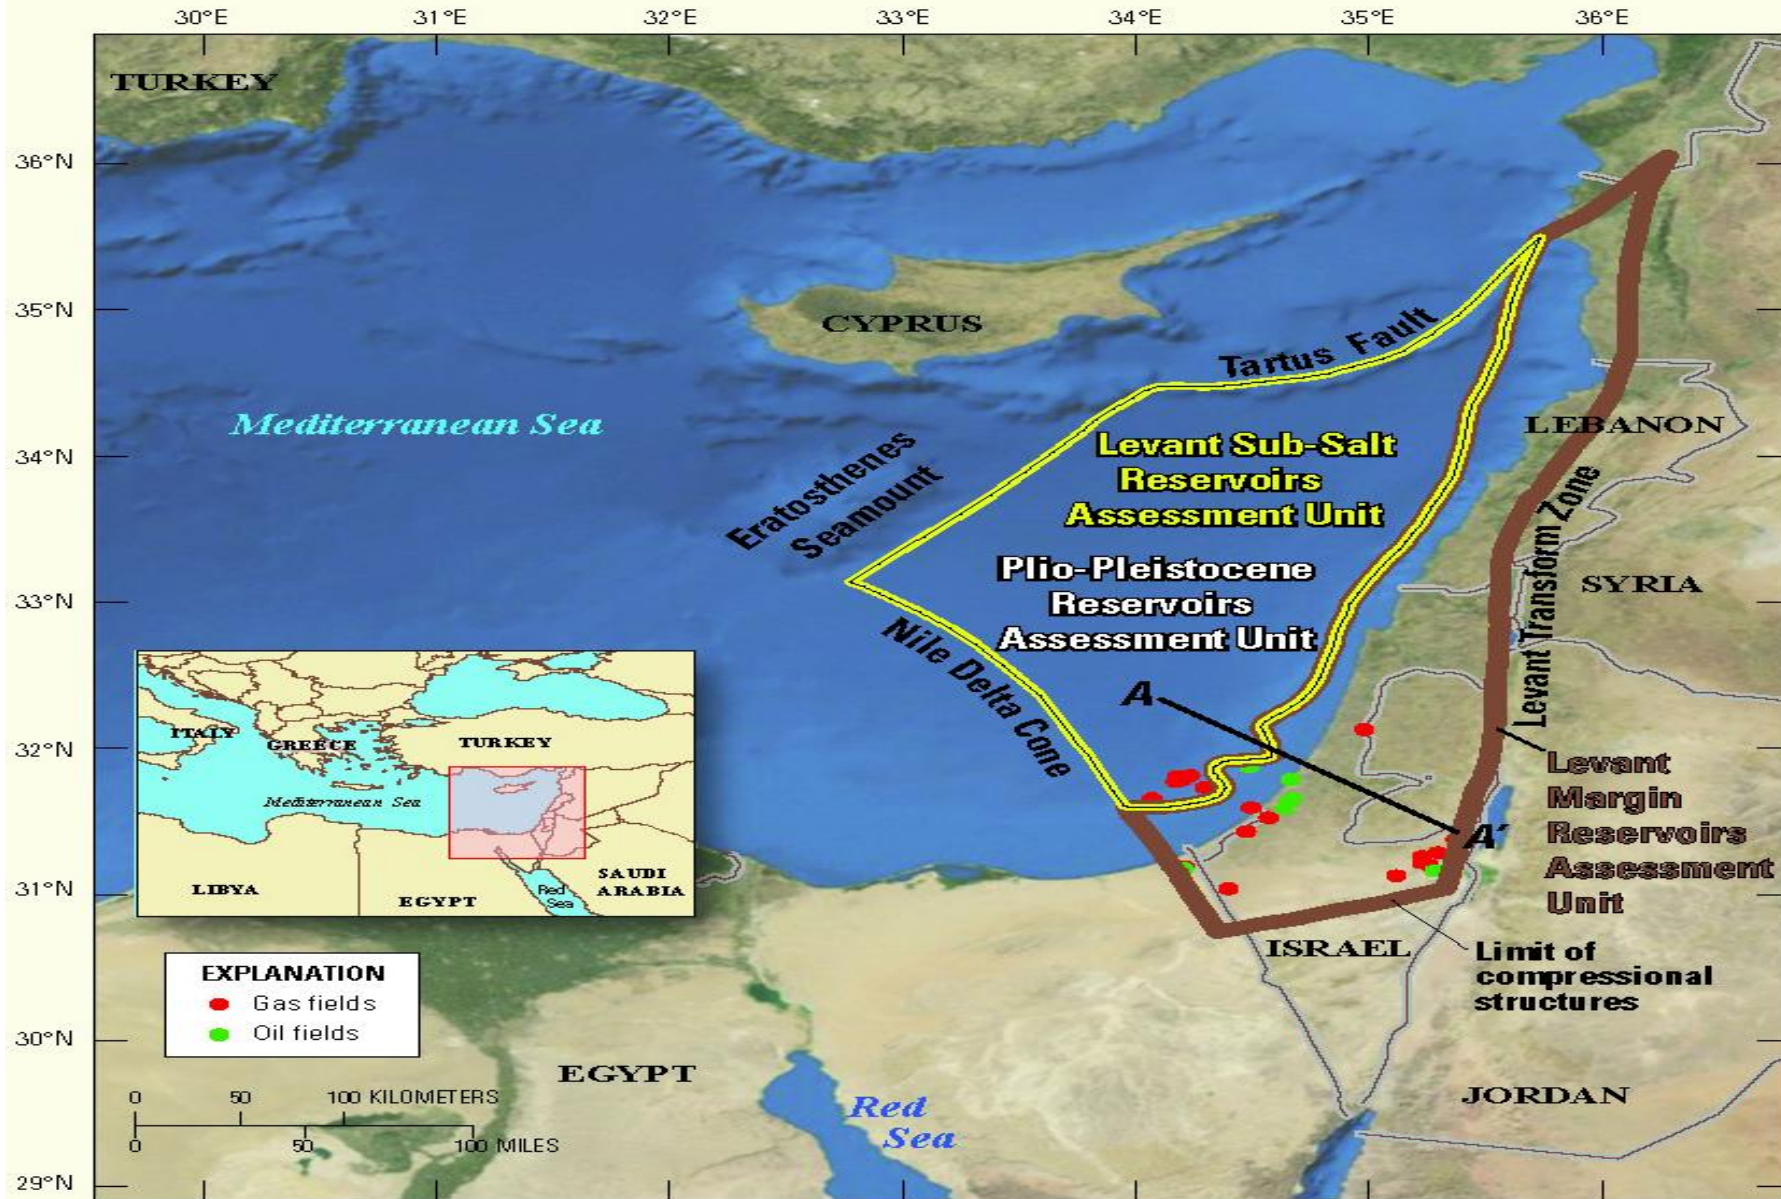 30°E 31°E 32°E 33°E 34°E 35°E 36°E
TURKEY
36°N
35°N
CYPRUS
Tartus Fault
Mediterranean Sea
34°N
Eratosthenes
Seamount
Levant Sub-Salt
Reservoirs
Assessment Unit
LEBANON
Levant Transform Zone
Plio-Pleistocene
Reservoirs
Assessment Unit
SYRIA
33°N
Nile Delta Cone
A
A'
32°N
Levant
Margin
Reservoirs
Assessment
Unit
ITALY
GREECE
TURKEY
Mediterranean Sea
LIBYA
EGYPT
Red
Sea
SAUDI
ARABIA
31°N
ISRAEL
Limit of
compressional
structures
EXPLANATION
Gas fields
Oil fields
30°N
EGYPT
JORDAN
Red
Sea
0 50 100 KILOMETERS
0 50 100 MILES
29°N